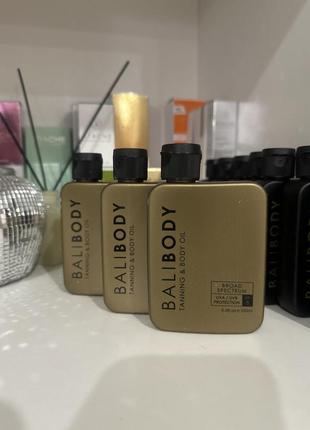 BALIBODY
TANNING & BODY OIL
BALIBODY
TANNING & BODY OIL
BALIBODY
TANNING & BODY OIL
BROAD
SPECTRUM
UVA / UVB
PROTECTION